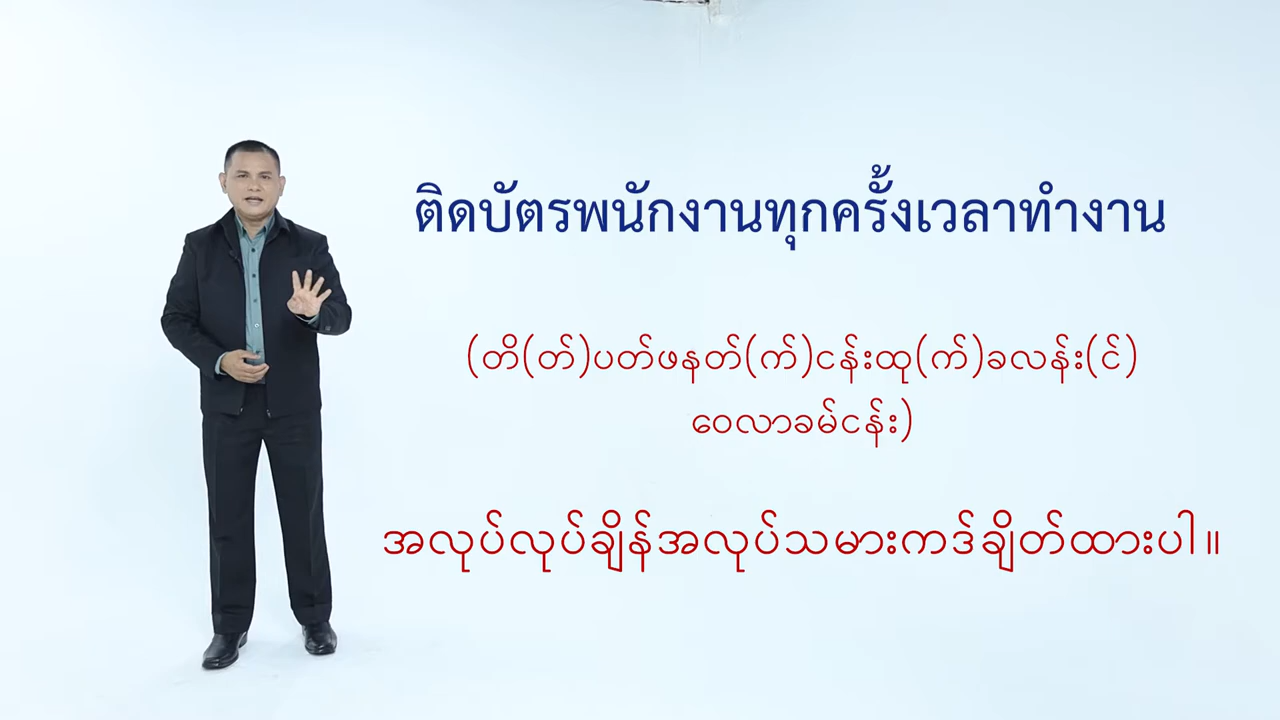 ติดบัตรพนักงานทุกครั้งเวลาทำงาน
(တိ(တ်)ပတ်ဖနတ်(က်)ငန်းထု(က်)ခလန်း(င်)
ဝေလာခမ်ငန်း)
အလုပ်လုပ်ချိန်အလုပ်သမားကဒ်ချိတ်ထားပါ။